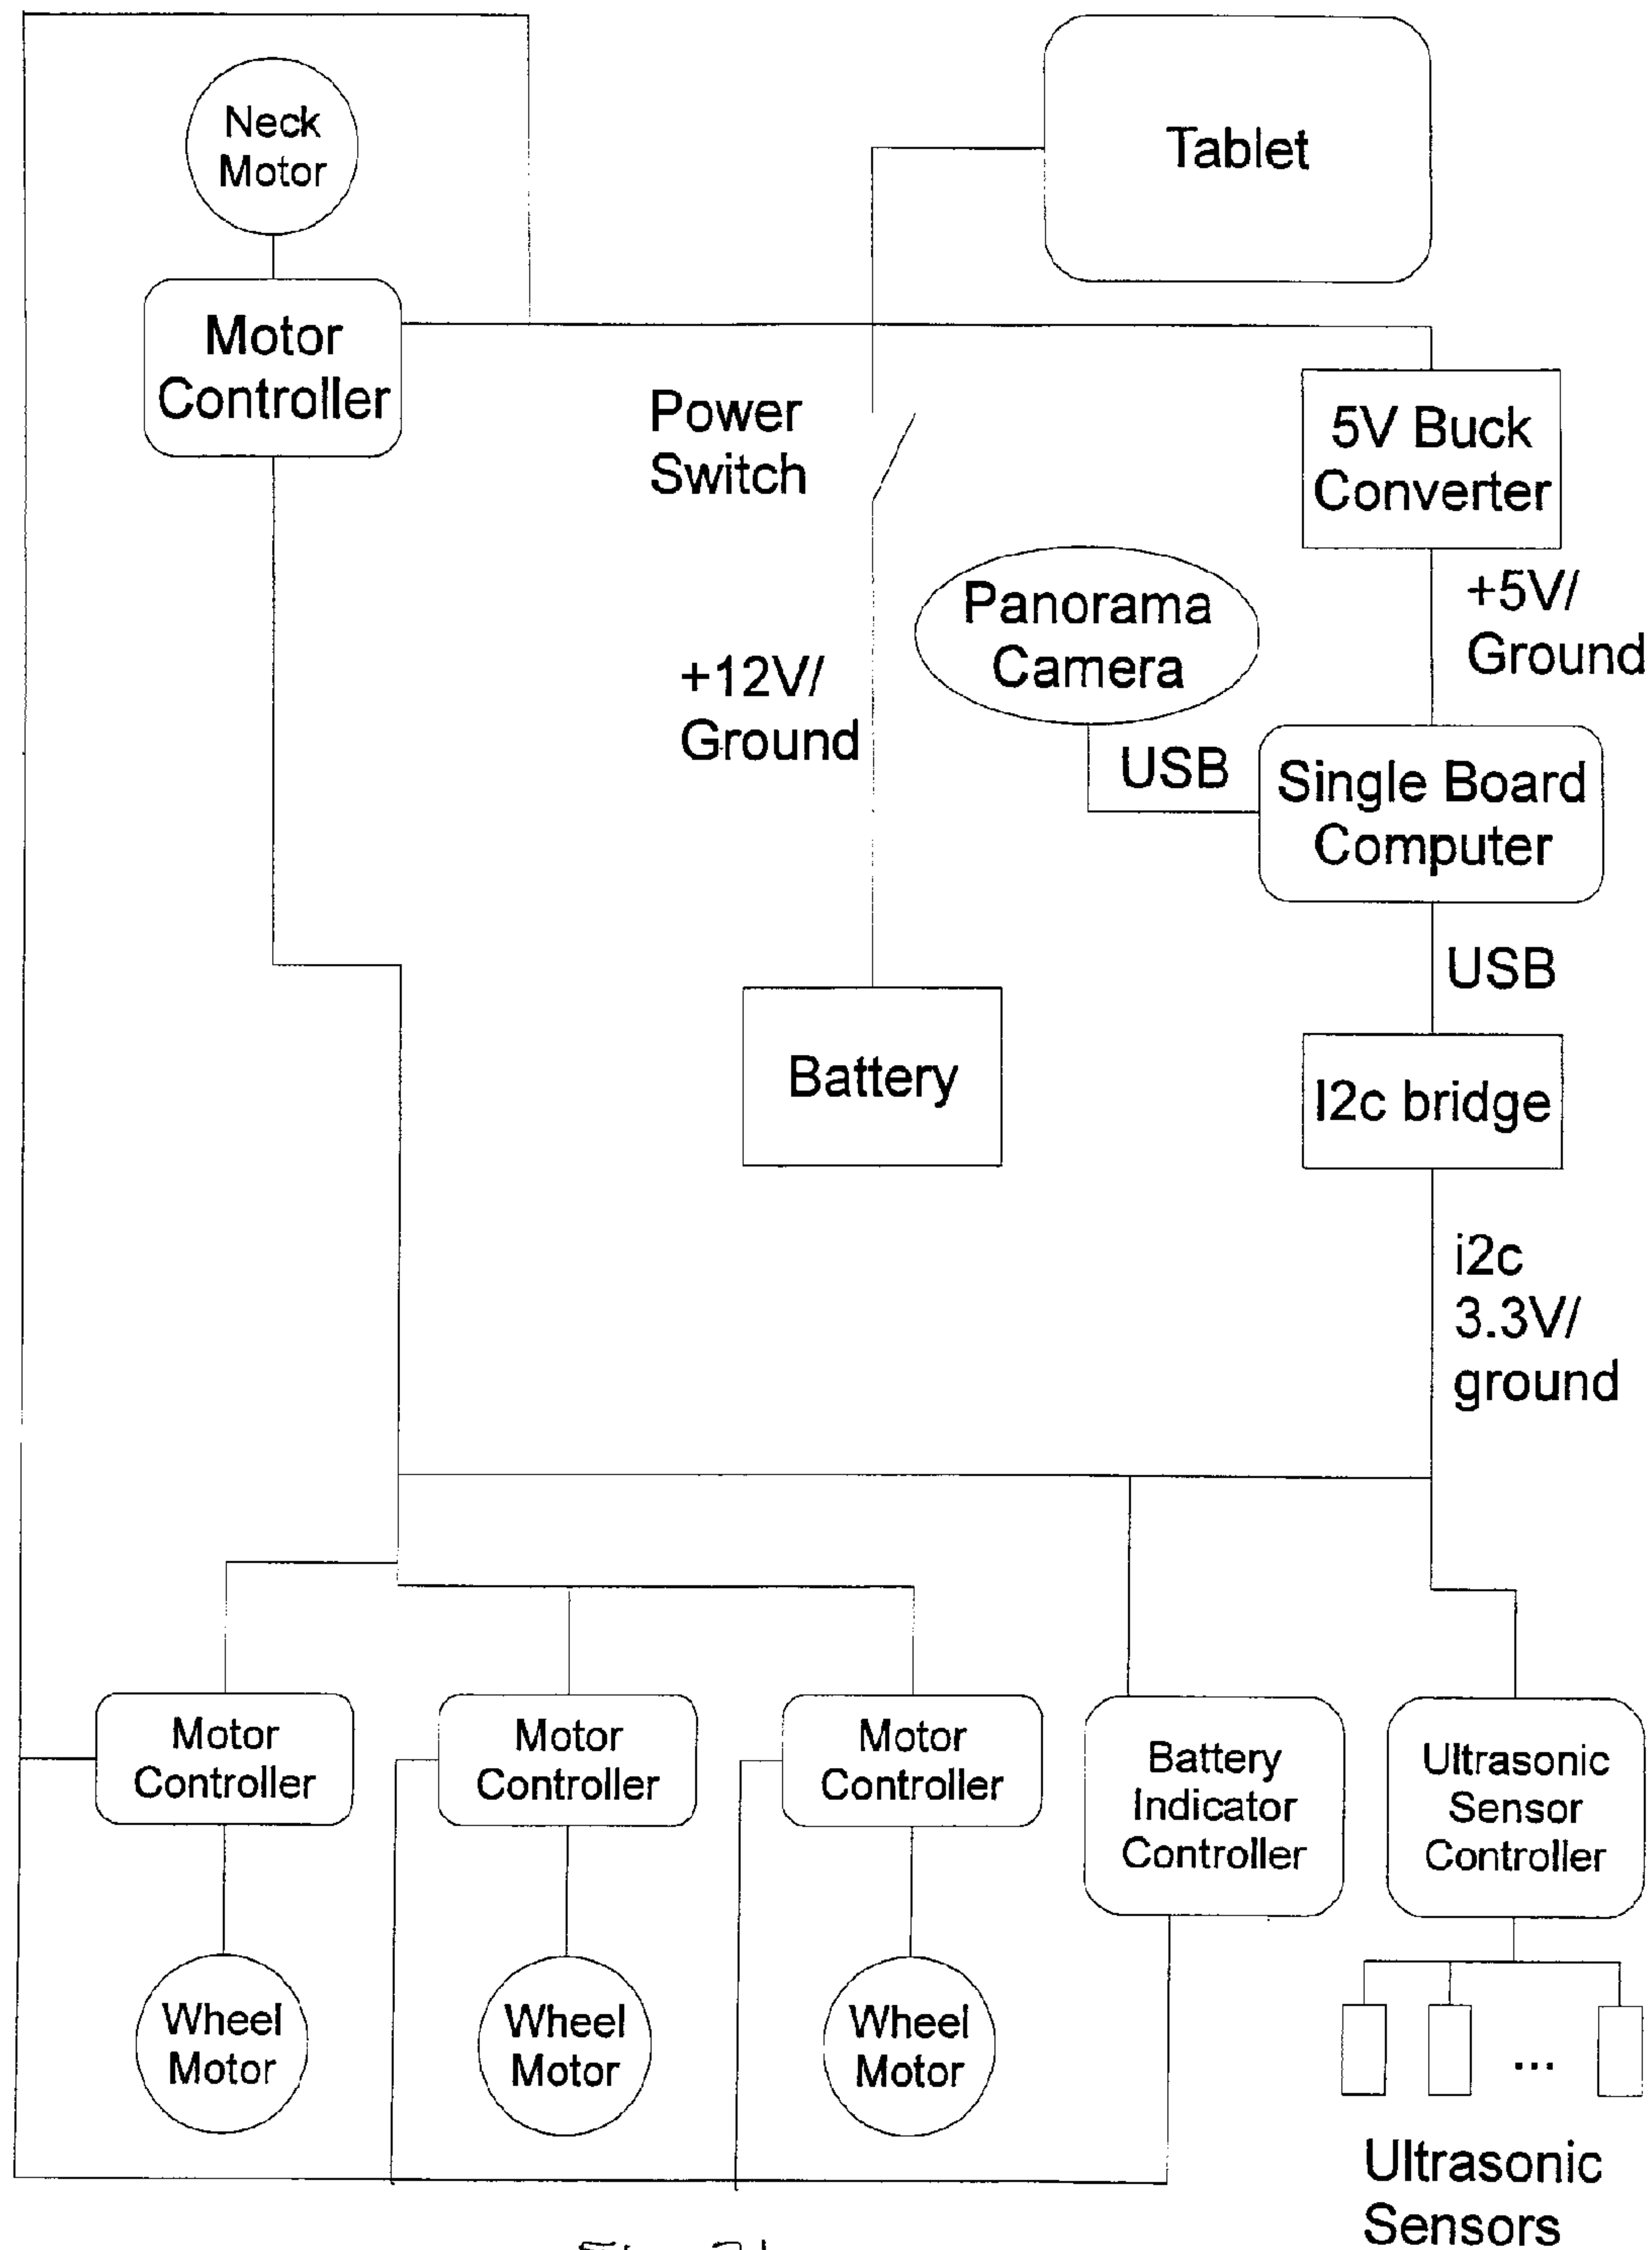 Neck
Motor
Tablet
Motor
Controller
Power
Switch
5V Buck
Converter
+5V/
Ground
Panorama
Camera
+12V/
Ground
USB
Single Board
Computer
USB
Battery
I2c bridge
i2c
3.3V/
ground
Motor
Controller
Motor
Controller
Motor
Controller
Battery
Indicator
Controller
Ultrasonic
Sensor
Controller
Wheel
Motor
Wheel
Motor
Wheel
Motor
...
Ultrasonic
Sensors